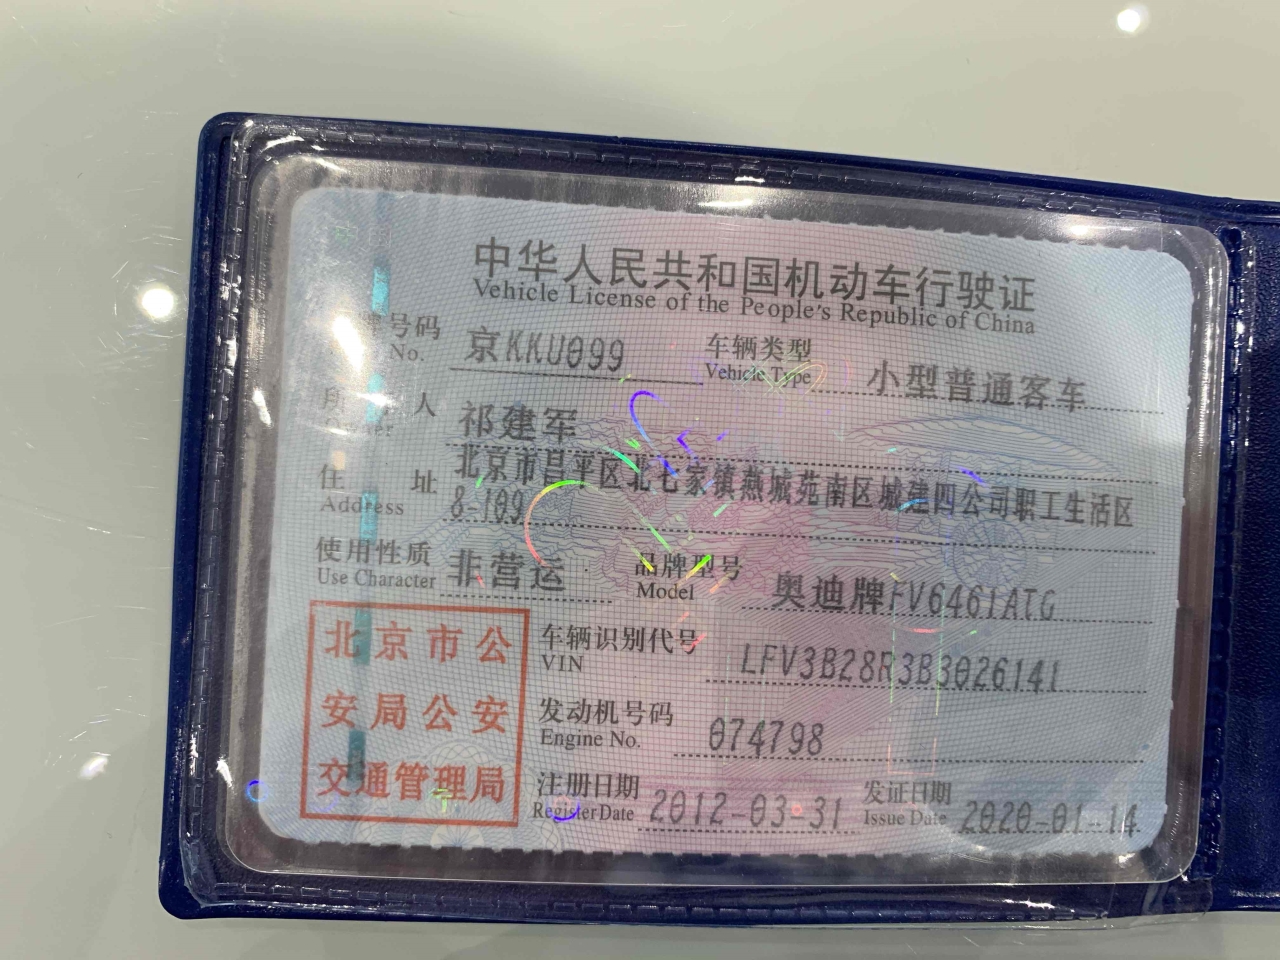 中华人民共和国机动车行驶证
Vehicle License of the People's Republic of China
号码 京KKU099 车辆类型 小型普通客车
No. Vehicle Type
所 人 祁建军
住 址 北京市昌平区北七家镇燕城苑南区城建四公司职工生活区
Address 8-109
使用性质 非营运 品牌型号 奥迪牌FV6461ATG
Use Character Model
北京市公
安局公安
交通管理局
车辆识别代号 LFV3B28R3B3026141
VIN
发动机号码 074798
Engine No.
注册日期 2012-03-31 发证日期 2020-01-14
Register Date Issue Date